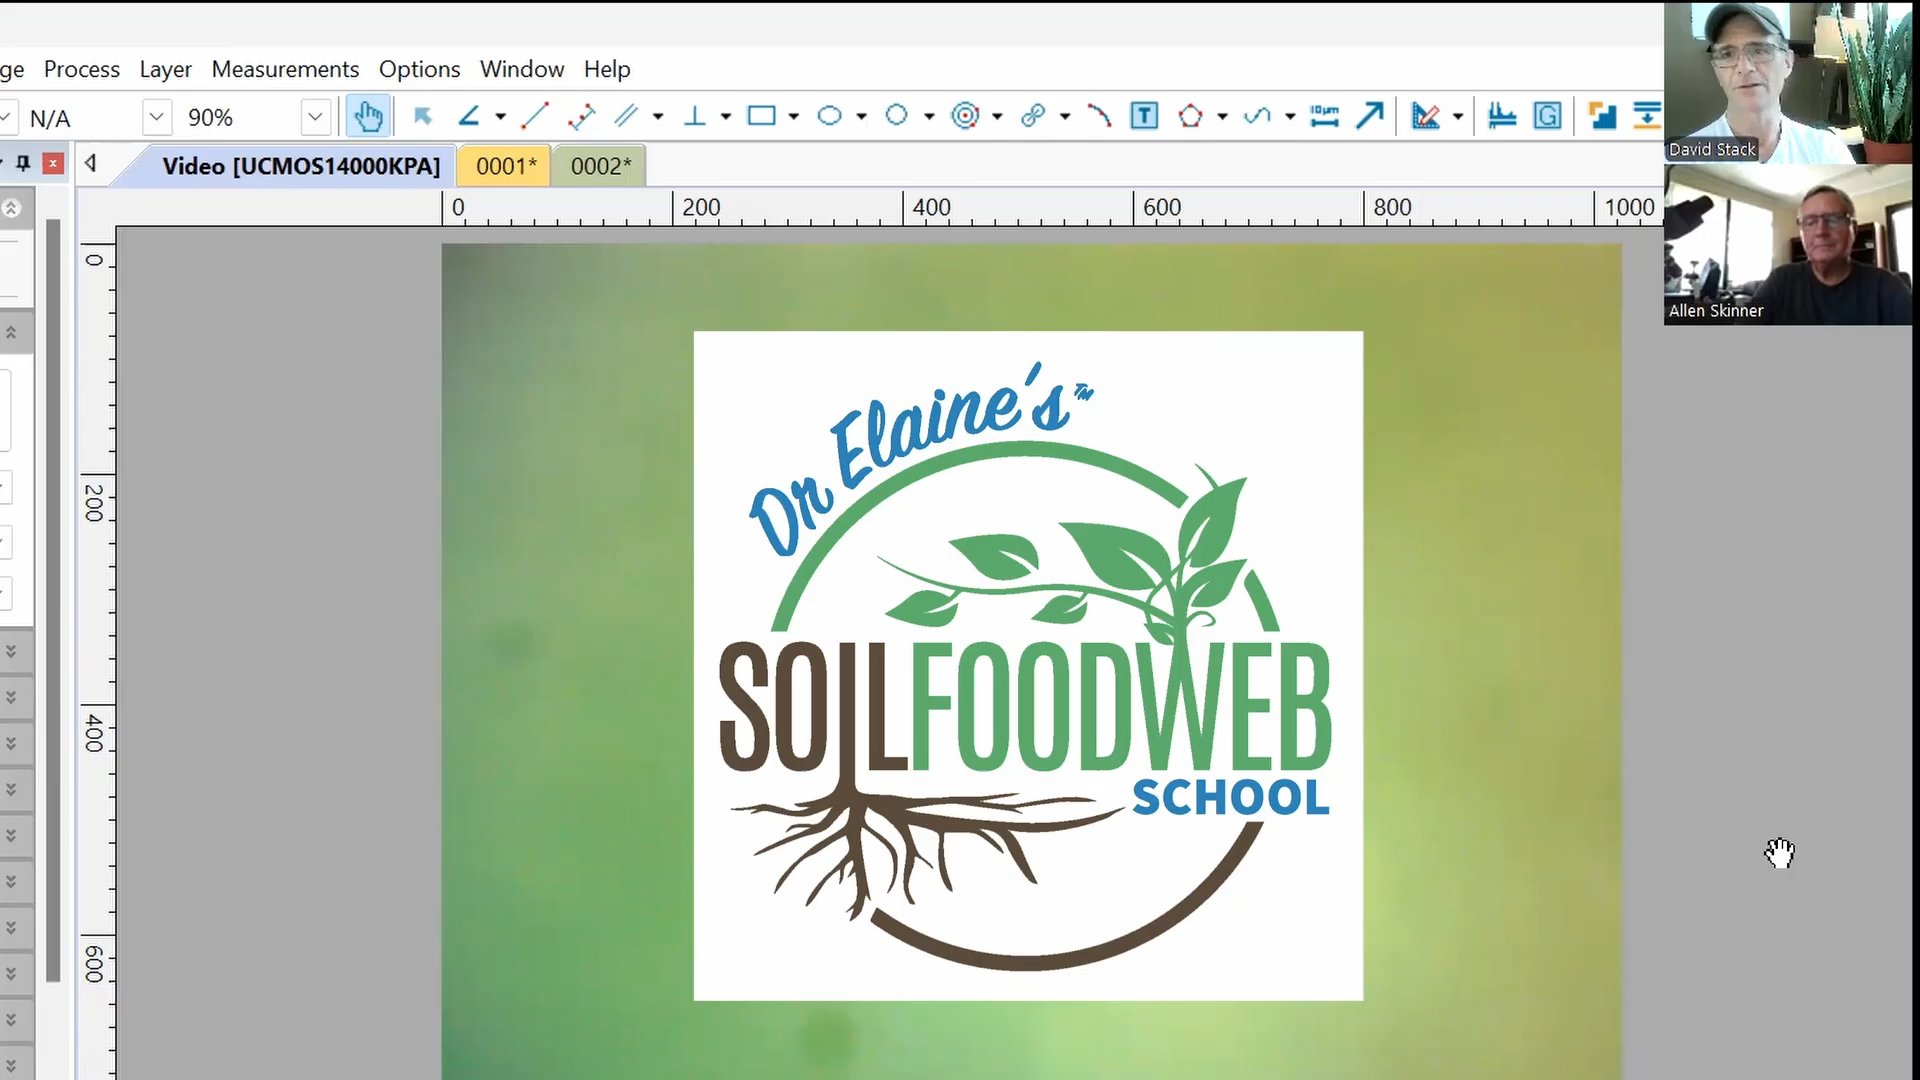 ge Process Layer Measurements Options Window Help
N/A 90%
Video [UCMOS14000KPA] 0001* 0002*
0 200 400 600 800 1000
0
200
400
600
T
10µm
G
David Stack
Allen Skinner
Dr Elaine's™
SOILFOODWEB
SCHOOL